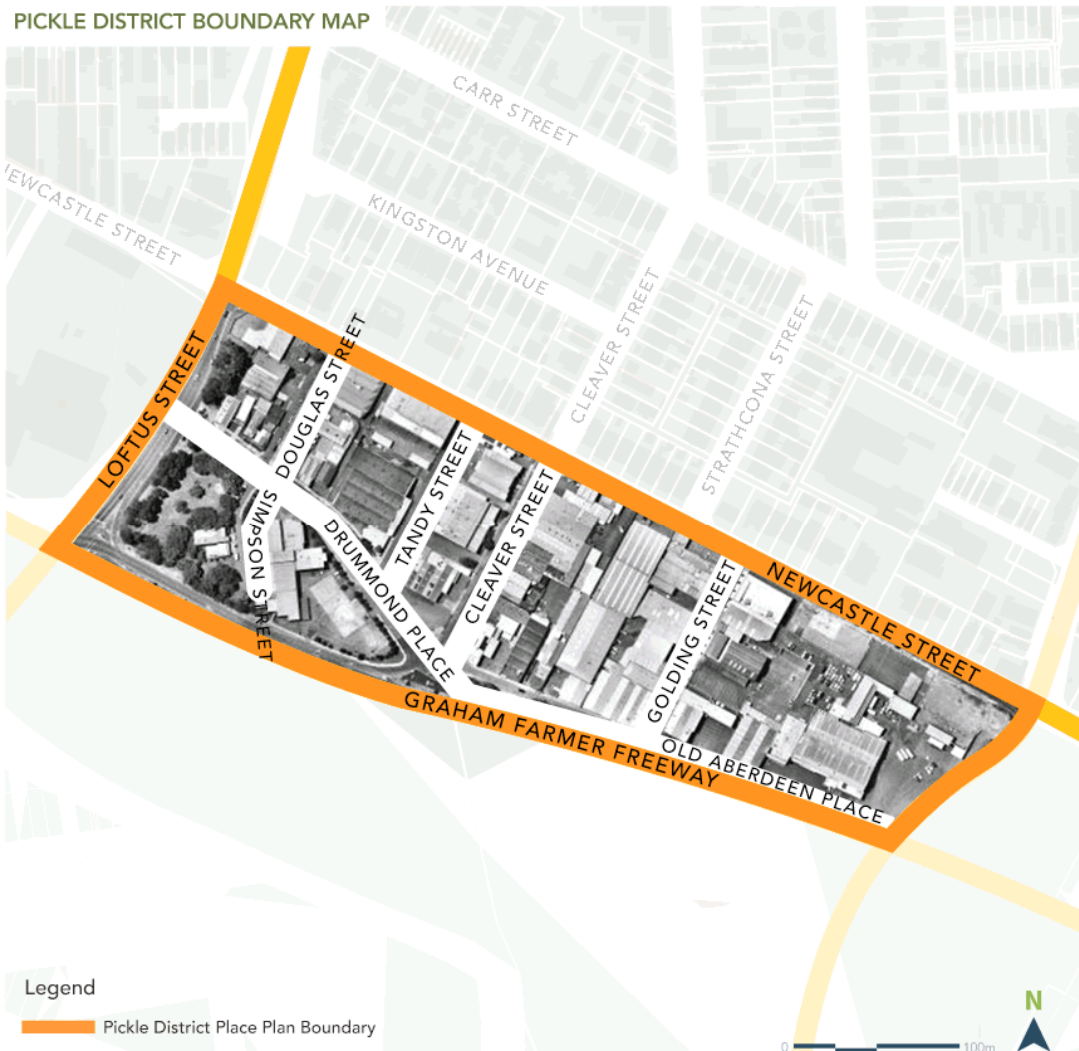 PICKLE DISTRICT BOUNDARY MAP
CARR STREET
NEWCASTLE STREET
KINGSTON AVENUE
CLEAVER STREET
STRATHCONA STREET
LOFTUS STREET
DOUGLAS STREET
SIMPSON STREET
DRUMMOND PLACE
TANDY STREET
CLEAVER STREET
GOLDING STREET
NEWCASTLE STREET
GRAHAM FARMER FREEWAY
OLD ABERDEEN PLACE
Legend
Pickle District Place Plan Boundary
N
0 100m